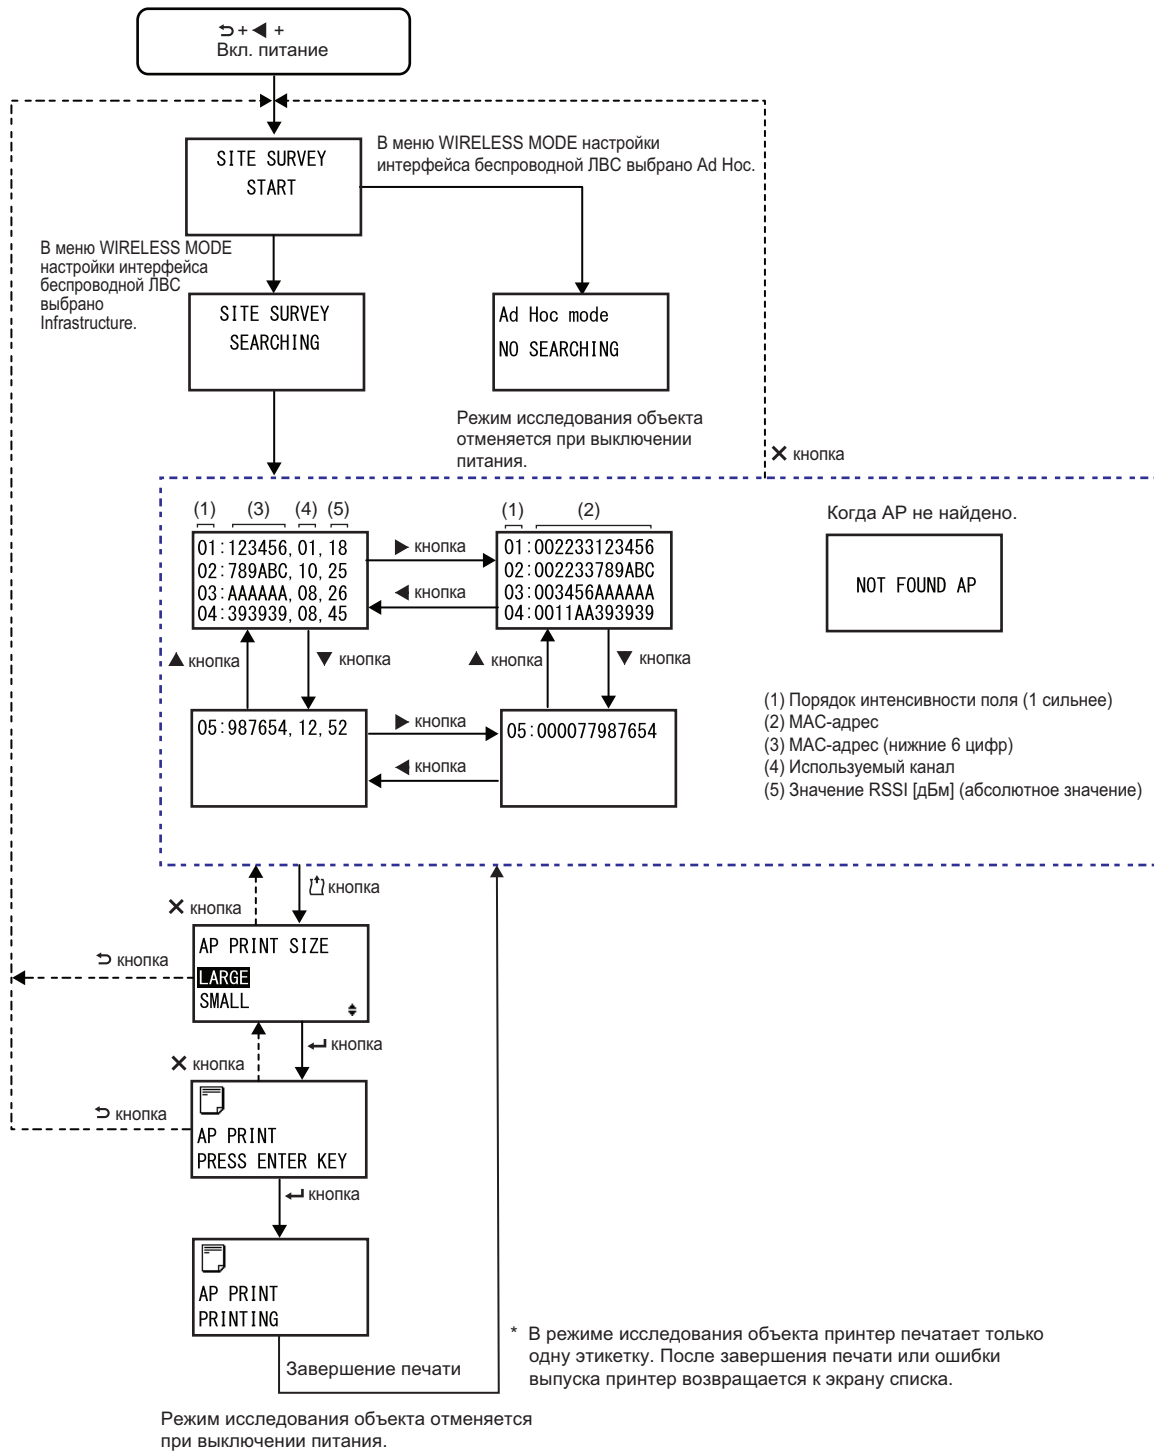 ⮌ + ◀ +
Вкл. питание
SITE SURVEY
START
В меню WIRELESS MODE настройки
интерфейса беспроводной ЛВС выбрано Ad Hoc.
В меню WIRELESS MODE
настройки интерфейса
беспроводной ЛВС
выбрано
Infrastructure.
SITE SURVEY
SEARCHING
Ad Hoc mode
NO SEARCHING
Режим исследования объекта
отменяется при выключении
питания.
✕ кнопка
(1) (3) (4) (5)
01:123456,01,18
02:789ABC,10,25
03:AAAAAA,08,26
04:393939,08,45
▶ кнопка
◀ кнопка
(1) (2)
01:002233123456
02:002233789ABC
03:003456AAAAAA
04:0011AA393939
Когда AP не найдено.
NOT FOUND AP
▲ кнопка
▼ кнопка
▲ кнопка
▼ кнопка
05:987654,12,52
▶ кнопка
◀ кнопка
05:000077987654
(1) Порядок интенсивности поля (1 сильнее)
(2) MAC-адрес
(3) MAC-адрес (нижние 6 цифр)
(4) Используемый канал
(5) Значение RSSI [дБм] (абсолютное значение)
кнопка
✕ кнопка
AP PRINT SIZE
LARGE
SMALL
⮌ кнопка
↵ кнопка
✕ кнопка
AP PRINT
PRESS ENTER KEY
⮌ кнопка
↵ кнопка
AP PRINT
PRINTING
Завершение печати
* В режиме исследования объекта принтер печатает только
одну этикетку. После завершения печати или ошибки
выпуска принтер возвращается к экрану списка.
Режим исследования объекта отменяется
при выключении питания.